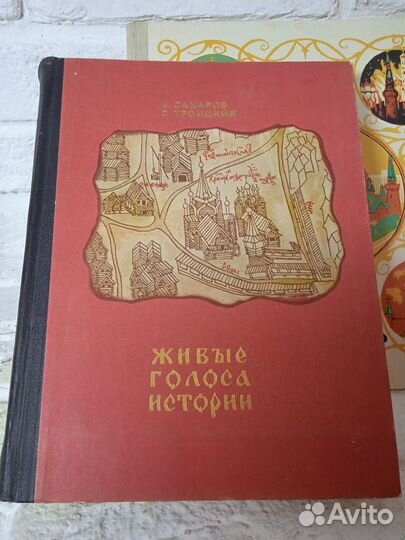 А. САХАРОВ
С. ТРОИЦКИЙ
ЖИВЫЕ
ГОЛОСА
ИСТОРИИ
Avito